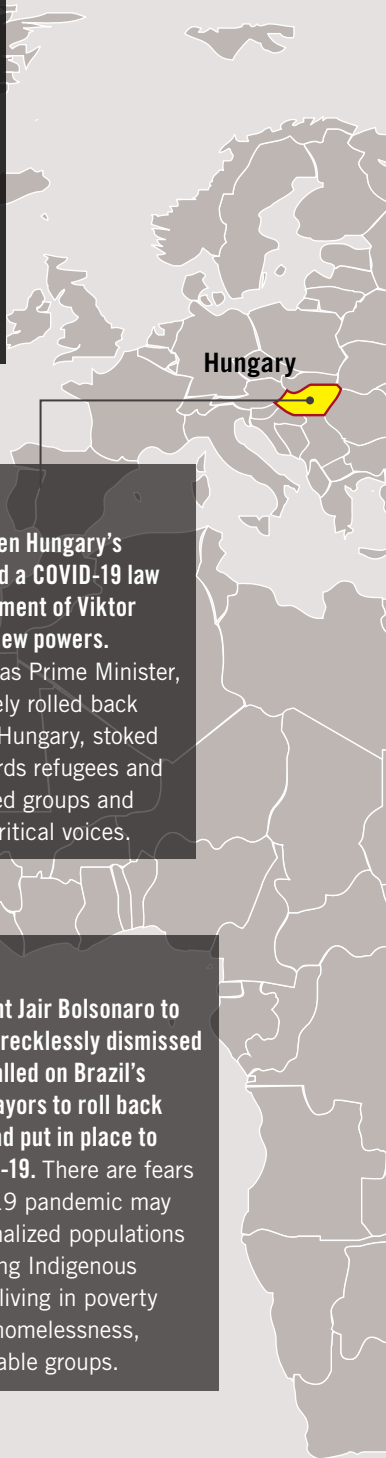 Hungary
en Hungary’s
d a COVID-19 law
ment of Viktor
ew powers.
as Prime Minister,
ely rolled back
Hungary, stoked
rds refugees and
ed groups and
ritical voices.
nt Jair Bolsonaro to
recklessly dismissed
alled on Brazil’s
ayors to roll back
ad put in place to
-19. There are fears
19 pandemic may
nalized populations
ng Indigenous
living in poverty
homelessness,
able groups.